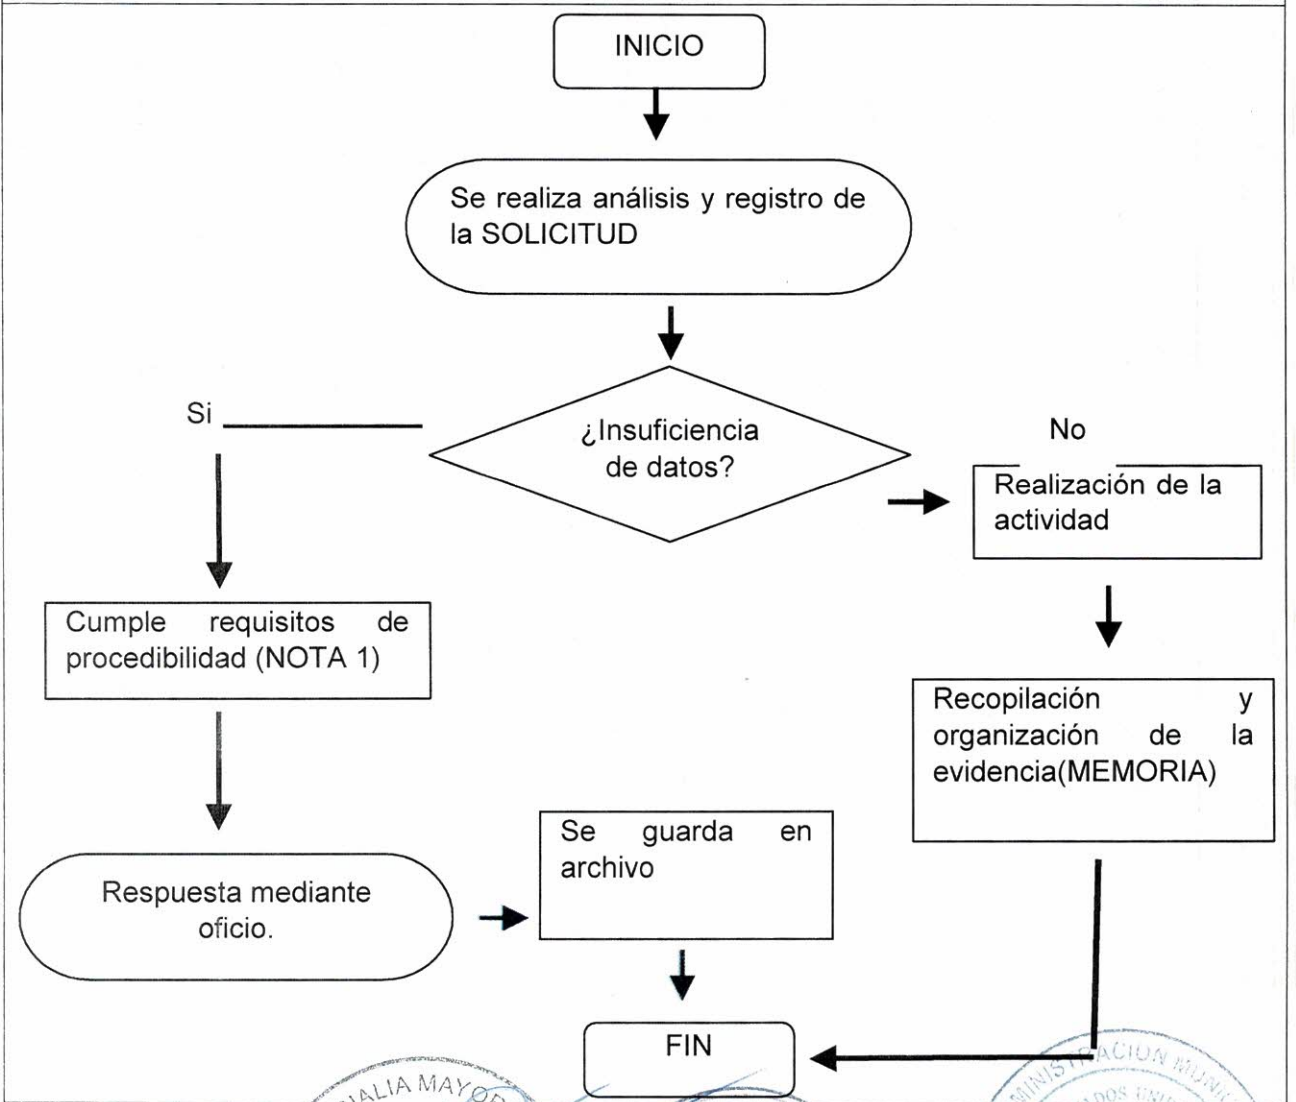 INICIO
Se realiza análisis y registro de
la SOLICITUD
Si
¿Insuficiencia
de datos?
No
Realización de la
actividad
Cumple requisitos de
procedibilidad (NOTA 1)
Recopilación y
organización de la
evidencia(MEMORIA)
Se guarda en
archivo
Respuesta mediante
oficio.
FIN
MAYOR